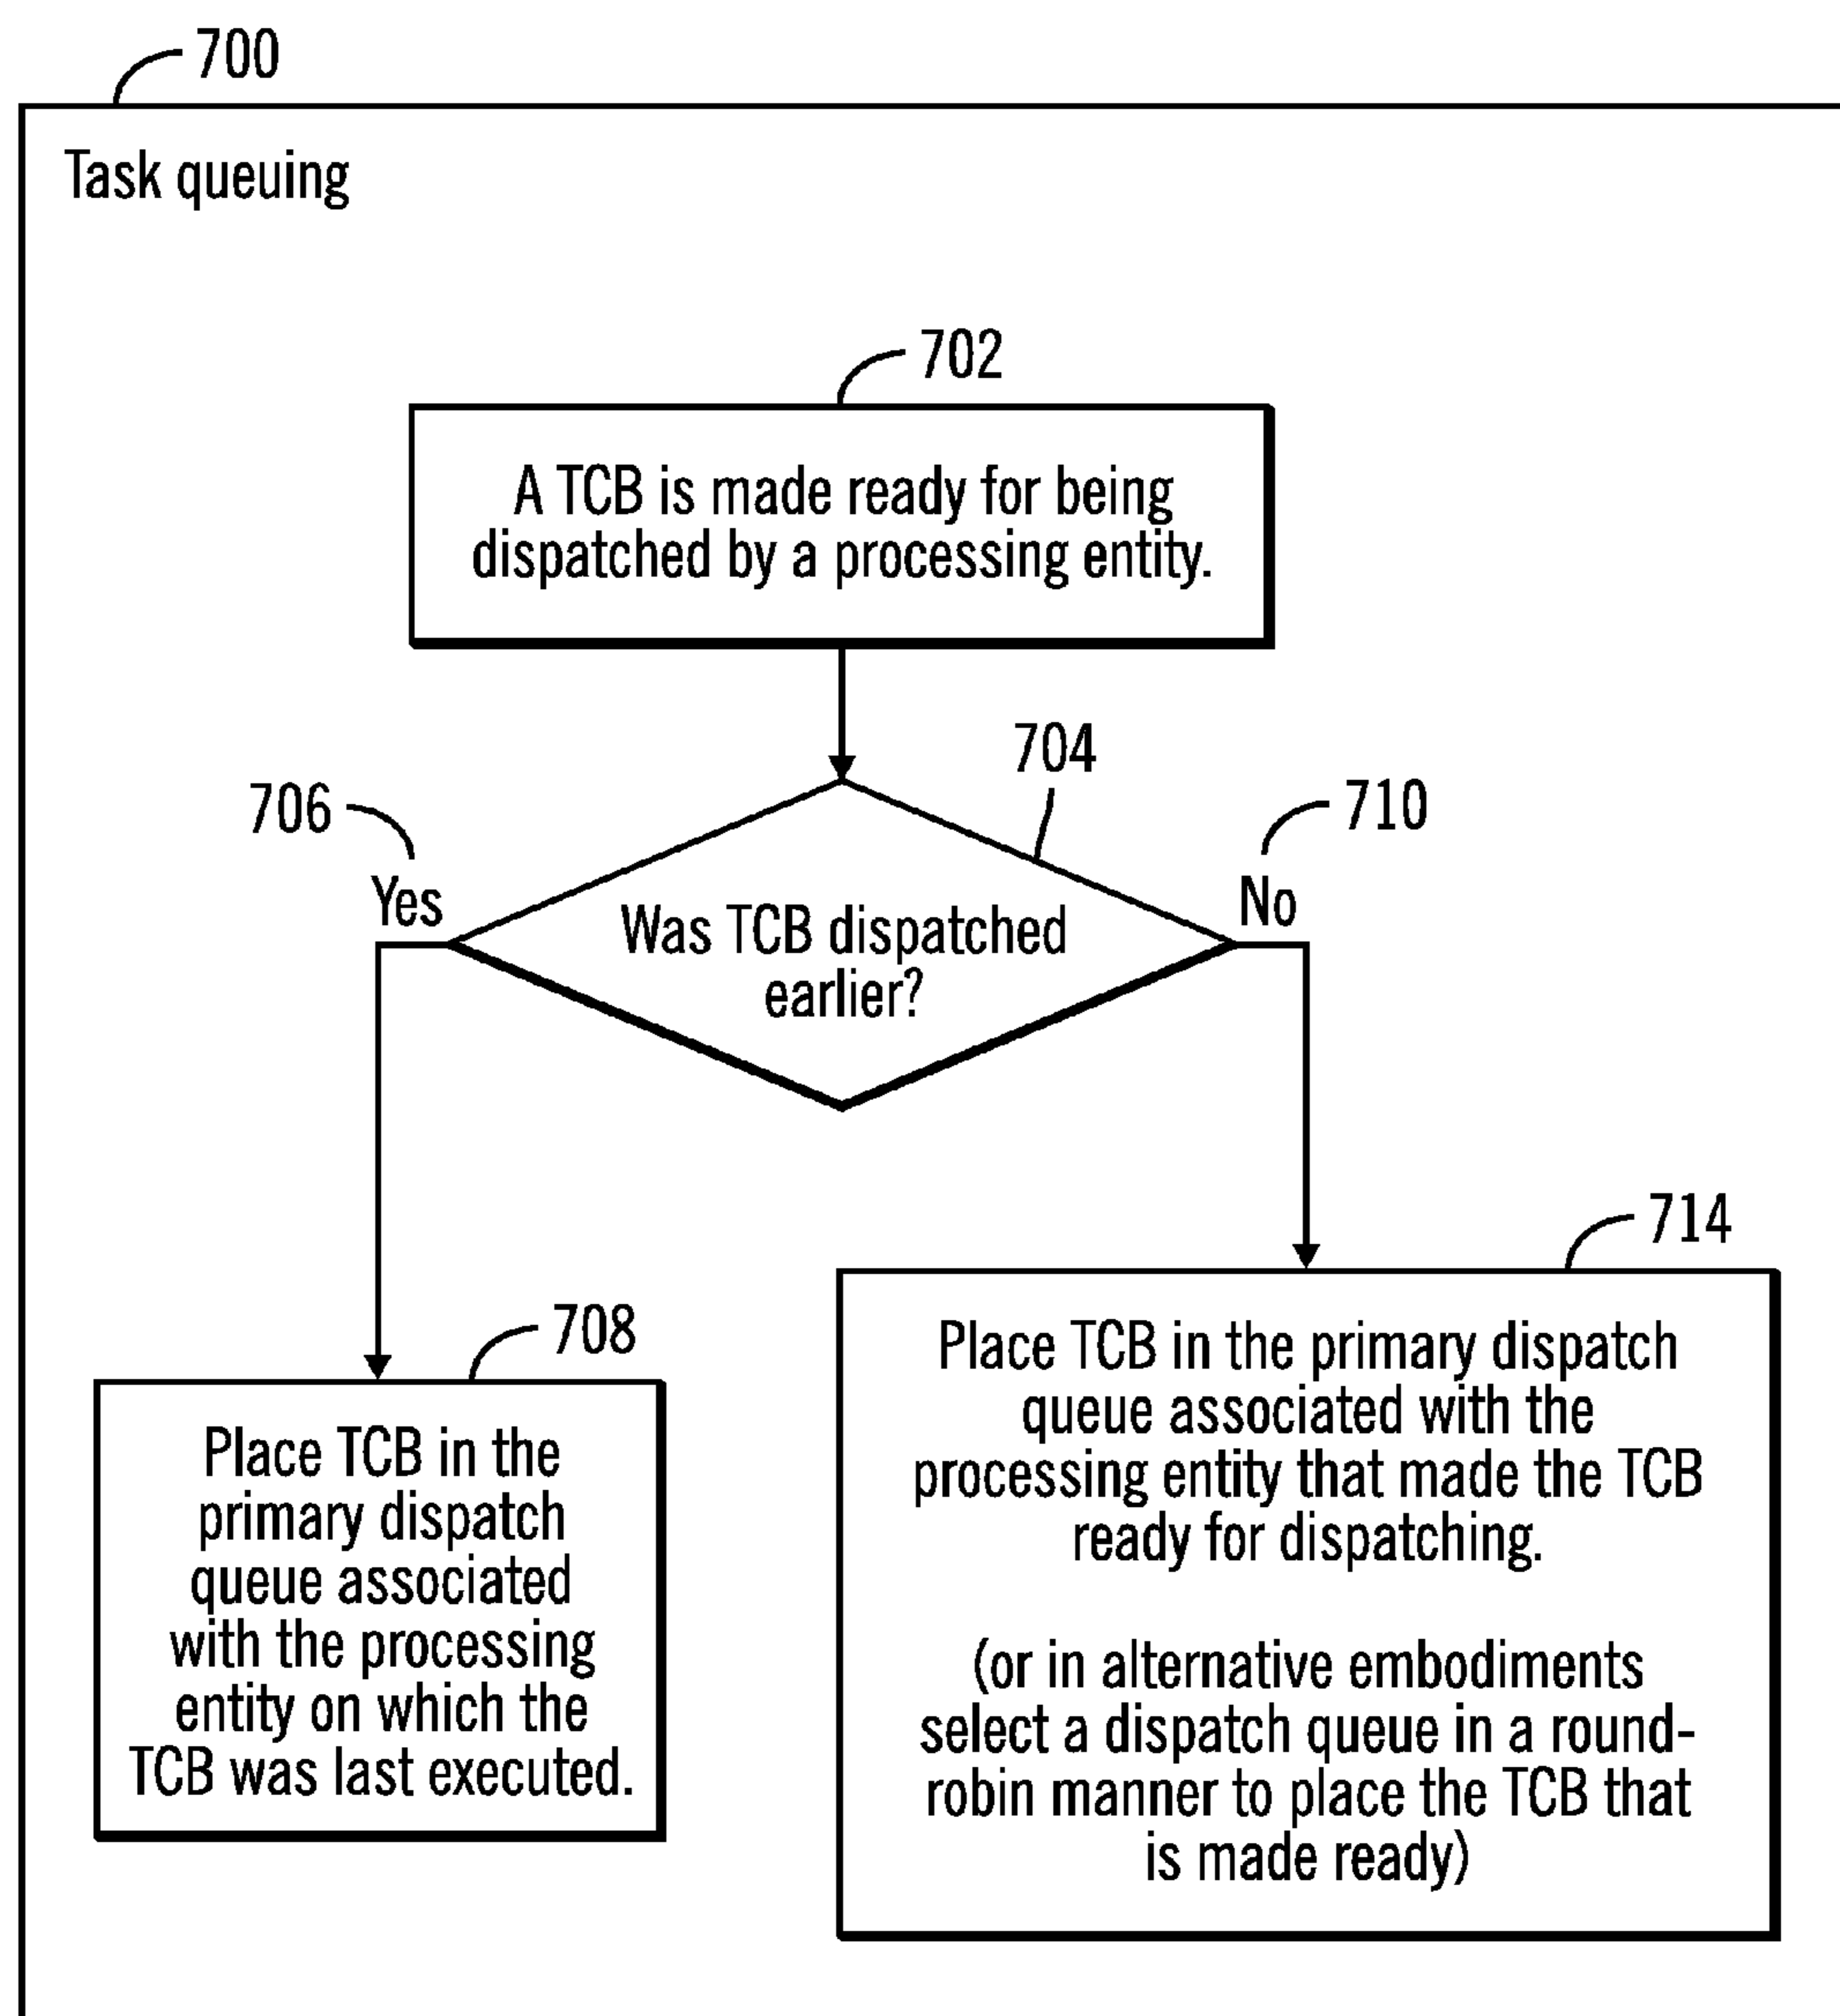 700
Task queuing
702
A TCB is made ready for being
dispatched by a processing entity.
704
706
710
Yes
No
Was TCB dispatched
earlier?
708
Place TCB in the
primary dispatch
queue associated
with the processing
entity on which the
TCB was last executed.
714
Place TCB in the primary dispatch
queue associated with the
processing entity that made the TCB
ready for dispatching.
(or in alternative embodiments
select a dispatch queue in a round-
robin manner to place the TCB that
is made ready)